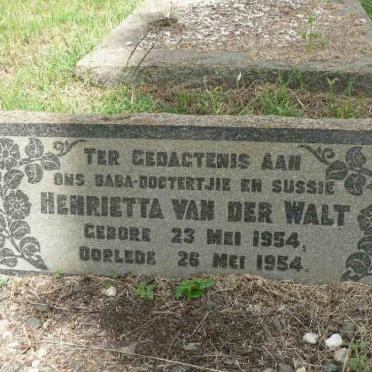 TER GEDAGTENIS AAN
ONS BABA-DOGTERTJIE EN SUSSIE
HENRIETTA VAN DER WALT
GEBORE 23 MEI 1954.
OORLEDE 26 MEI 1954.